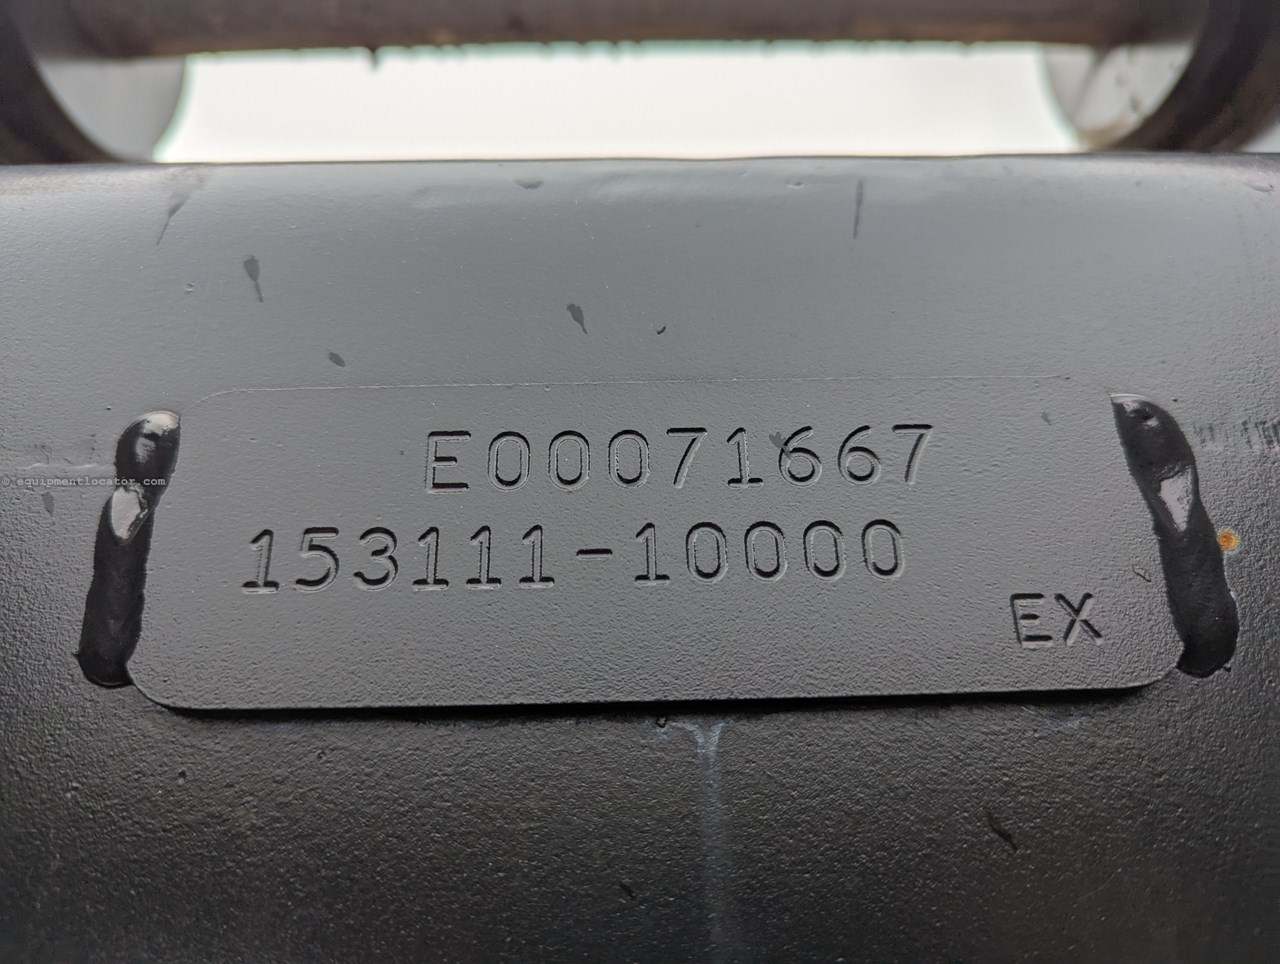 E00071667
153111-10000
EX
© equipmentlocator.com